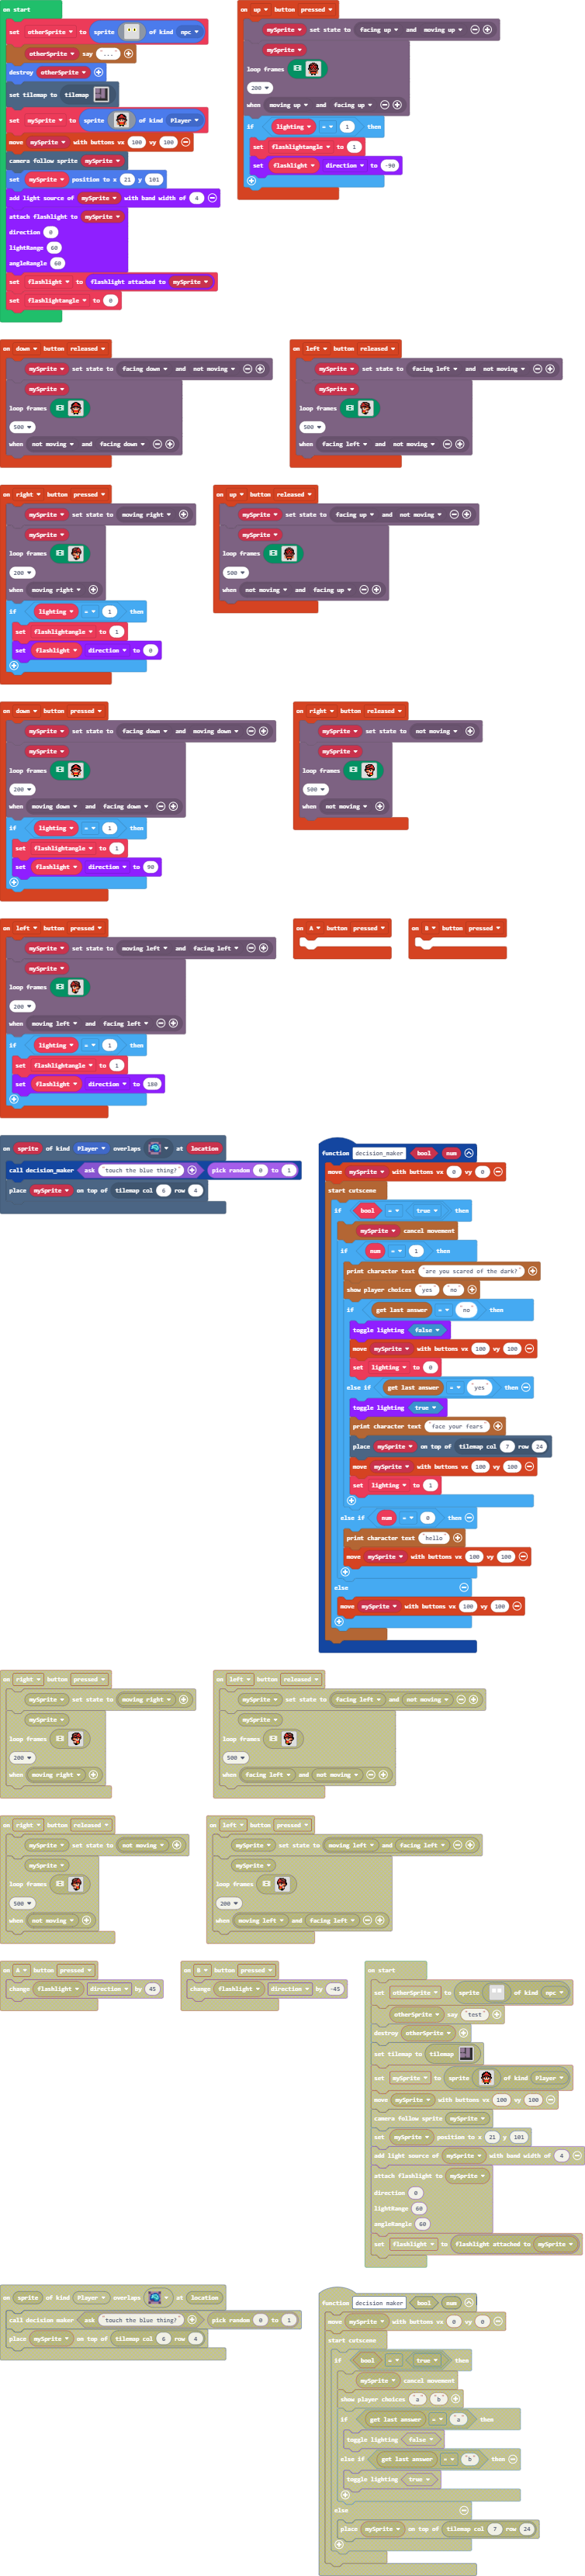 on start
set otherSprite to sprite of kind npc
otherSprite say "..."
destroy otherSprite
set tilemap to tilemap
set mySprite to sprite of kind Player
move mySprite with buttons vx 100 vy 100
camera follow sprite mySprite
set mySprite position to x 21 y 101
add light source of mySprite with band width of 4
attach flashlight to mySprite
direction 0
lightRange 60
angleRangle 60
set flashlight to flashlight attached to mySprite
set flashlightangle to 0
on up button pressed
mySprite set state to facing up and moving up
mySprite
loop frames
200
when moving up and facing up
if lighting = 1 then
set flashlightangle to 1
set flashlight direction to -90
on down button released
mySprite set state to facing down and not moving
mySprite
loop frames
500
when not moving and facing down
on left button released
mySprite set state to facing left and not moving
mySprite
loop frames
500
when facing left and not moving
on right button pressed
mySprite set state to moving right
mySprite
loop frames
200
when moving right
if lighting = 1 then
set flashlightangle to 1
set flashlight direction to 0
on up button released
mySprite set state to facing up and not moving
mySprite
loop frames
500
when not moving and facing up
on down button pressed
mySprite set state to facing down and moving down
mySprite
loop frames
200
when moving down and facing down
if lighting = 1 then
set flashlightangle to 1
set flashlight direction to 90
on right button released
mySprite set state to not moving
mySprite
loop frames
500
when not moving
on left button pressed
mySprite set state to moving left and facing left
mySprite
loop frames
200
when moving left and facing left
if lighting = 1 then
set flashlightangle to 1
set flashlight direction to 180
on A button pressed
on B button pressed
on sprite of kind Player overlaps at location
call decision_maker ask "touch the blue thing?" pick random 0 to 1
place mySprite on top of tilemap col 6 row 4
function decision_maker bool num
move mySprite with buttons vx 0 vy 0
start cutscene
if bool = true then
mySprite cancel movement
if num = 1 then
print character text "are you scared of the dark?"
show player choices "yes" "no"
if get last answer = "no" then
toggle lighting false
move mySprite with buttons vx 100 vy 100
set lighting to 0
else if get last answer = "yes" then
toggle lighting true
print character text "face your fears"
place mySprite on top of tilemap col 7 row 24
move mySprite with buttons vx 100 vy 100
set lighting to 1
else if num = 0 then
print character text "hello"
move mySprite with buttons vx 100 vy 100
else
move mySprite with buttons vx 100 vy 100
on right button pressed
mySprite set state to moving right
mySprite
loop frames
200
when moving right
on left button released
mySprite set state to facing left and not moving
mySprite
loop frames
500
when facing left and not moving
on right button released
mySprite set state to not moving
mySprite
loop frames
500
when not moving
on left button pressed
mySprite set state to moving left and facing left
mySprite
loop frames
200
when moving left and facing left
on A button pressed
change flashlight direction by 45
on B button pressed
change flashlight direction by -45
on start
set otherSprite to sprite of kind npc
otherSprite say "test"
destroy otherSprite
set tilemap to tilemap
set mySprite to sprite of kind Player
move mySprite with buttons vx 100 vy 100
camera follow sprite mySprite
set mySprite position to x 21 y 101
add light source of mySprite with band width of 4
attach flashlight to mySprite
direction 0
lightRange 60
angleRangle 60
set flashlight to flashlight attached to mySprite
on sprite of kind Player overlaps at location
call decision maker ask "touch the blue thing?" pick random 0 to 1
place mySprite on top of tilemap col 6 row 4
function decision maker bool num
move mySprite with buttons vx 0 vy 0
start cutscene
if bool = true then
mySprite cancel movement
show player choices "a" "b"
if get last answer = "a" then
toggle lighting false
else if get last answer = "b" then
toggle lighting true
else
place mySprite on top of tilemap col 7 row 24